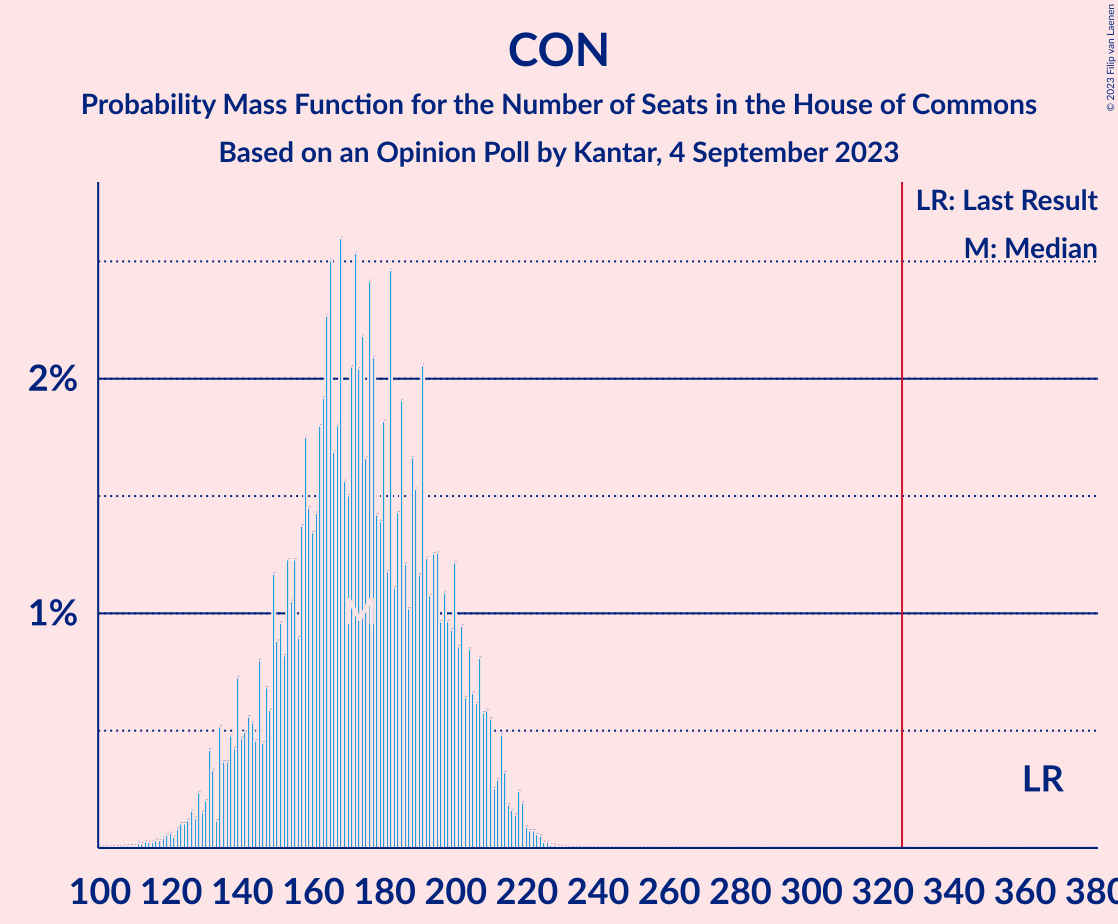 CON
Probability Mass Function for the Number of Seats in the House of Commons
Based on an Opinion Poll by Kantar, 4 September 2023
© 2023 Filip van Laenen
LR: Last Result
M: Median
2%
1%
M
LR
100 120 140 160 180 200 220 240 260 280 300 320 340 360 380